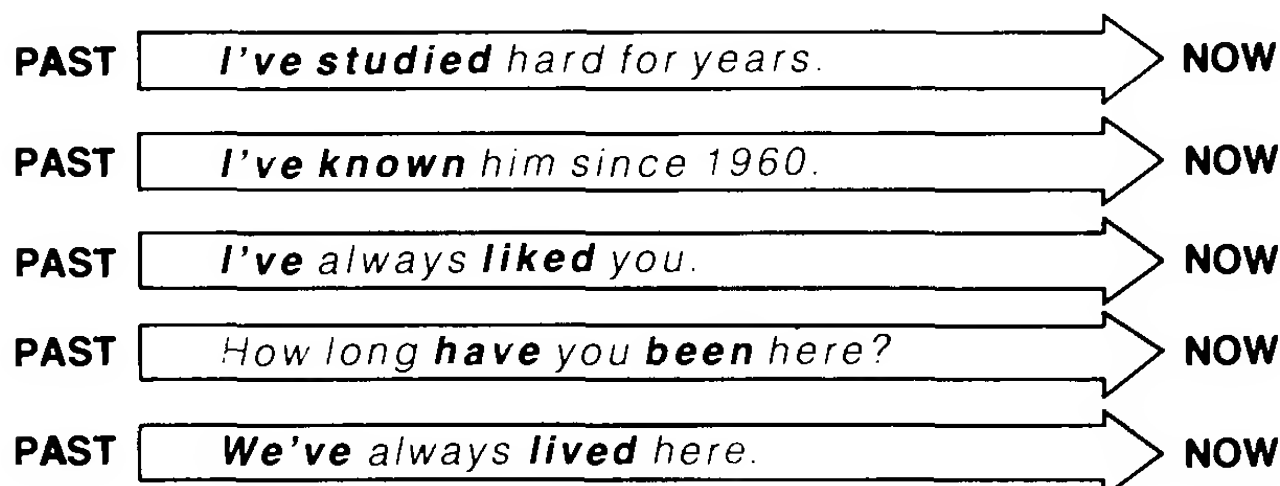 PAST I've studied hard for years. NOW
PAST I've known him since 1960. NOW
PAST I've always liked you. NOW
PAST How long have you been here? NOW
PAST We've always lived here. NOW